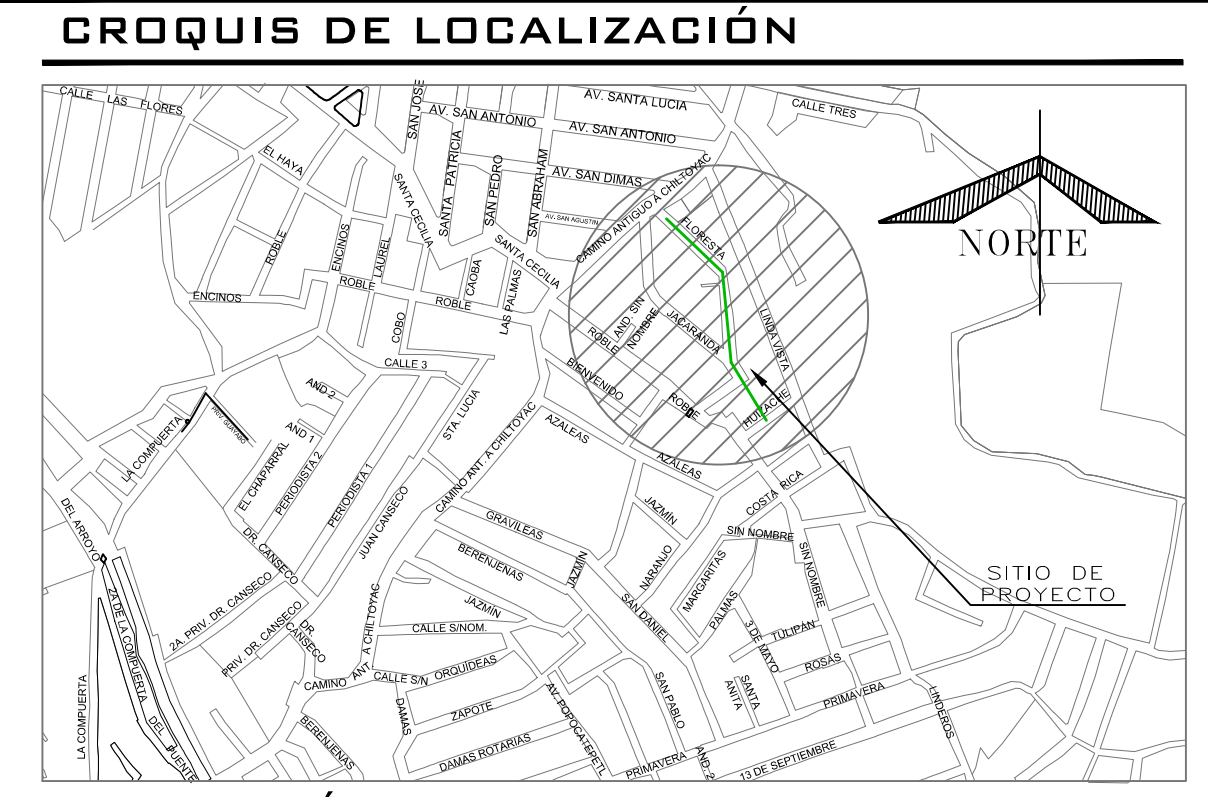 CROQUIS DE LOCALIZACIÓN
CALLE LAS FLORES
SAN JOSE
AV. SANTA LUCIA
CALLE TRES
AV. SAN ANTONIO
AV. SAN ANTONIO
EL HAYA
SANTA PATRICIA
SAN PEDRO
SAN ABRAHAM
AV. SAN DIMAS
CAMINO ANTIGUO A CHILTOYAC
SANTA CECILIA
AV. SAN AGUSTIN
FLORESTA
NORTE
ROBLE
ENCINOS
LAUREL
SANTA CECILIA
CAOBA
LAS PALMAS
ROBLE
ENCINOS
ROBLE
COBO
AND. SIN
NOMBRE
JACARANDA
LINDA VISTA
ROBLE
CALLE 3
BIENVENIDO
AND 2
ROBLE
HUIZACHE
PRIV. GUAYABO
STA. LUCIA
AZALEAS
LA COMPUERTA
AND 1
CAMINO ANT. A CHILTOYAC
AZALEAS
EL CHAPARRAL
PERIODISTA 2
PERIODISTA 1
COSTA RICA
JUAN CANSECO
JAZMÍN
DEL ARROYO
GRAVILEAS
SIN NOMBRE
DR. CANSECO
BERENJENAS
JAZMÍN
NARANJO
MARGARITAS
SIN NOMBRE
SITIO DE
PROYECTO
2A DE LA COMPUERTA
2A. PRIV. DR. CANSECO
A CHILTOYAC
JAZMÍN
SAN DANIEL
PALMAS
PRIV. DR. CANSECO
DR.
CANSECO
CALLE S/NOM.
3 DE MAYO
TULIPÁN
ORQUÍDEAS
ROSAS
CAMINO ANT.
CALLE S/N
SANTA
ANITA
SAN PABLO
PRIMAVERA
LINDEROS
LA COMPUERTA
DEL PUENTE
DAMAS
ZAPOTE
AV. POPOCATEPETL
BERENJENAS
DAMAS ROTARIAS
PRIMAVERA
AND. 2
13 DE SEPTIEMBRE